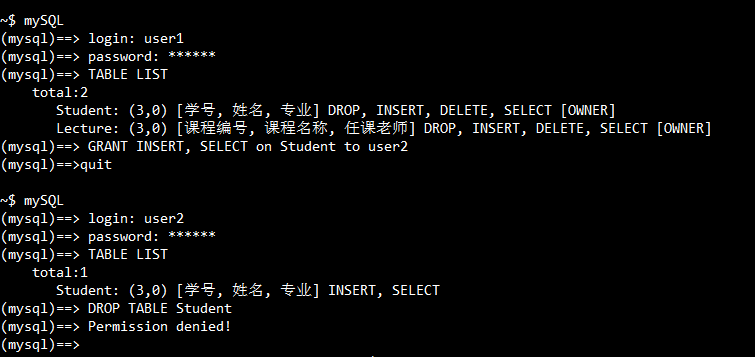 ~$ mySQL
(mysql)==> login: user1
(mysql)==> password: ******
(mysql)==> TABLE LIST
total:2
Student: (3,0) [学号, 姓名, 专业] DROP, INSERT, DELETE, SELECT [OWNER]
Lecture: (3,0) [课程编号, 课程名称, 任课老师] DROP, INSERT, DELETE, SELECT [OWNER]
(mysql)==> GRANT INSERT, SELECT on Student to user2
(mysql)==>quit
~$ mySQL
(mysql)==> login: user2
(mysql)==> password: ******
(mysql)==> TABLE LIST
total:1
Student: (3,0) [学号, 姓名, 专业] INSERT, SELECT
(mysql)==> DROP TABLE Student
(mysql)==> Permission denied!
(mysql)==>